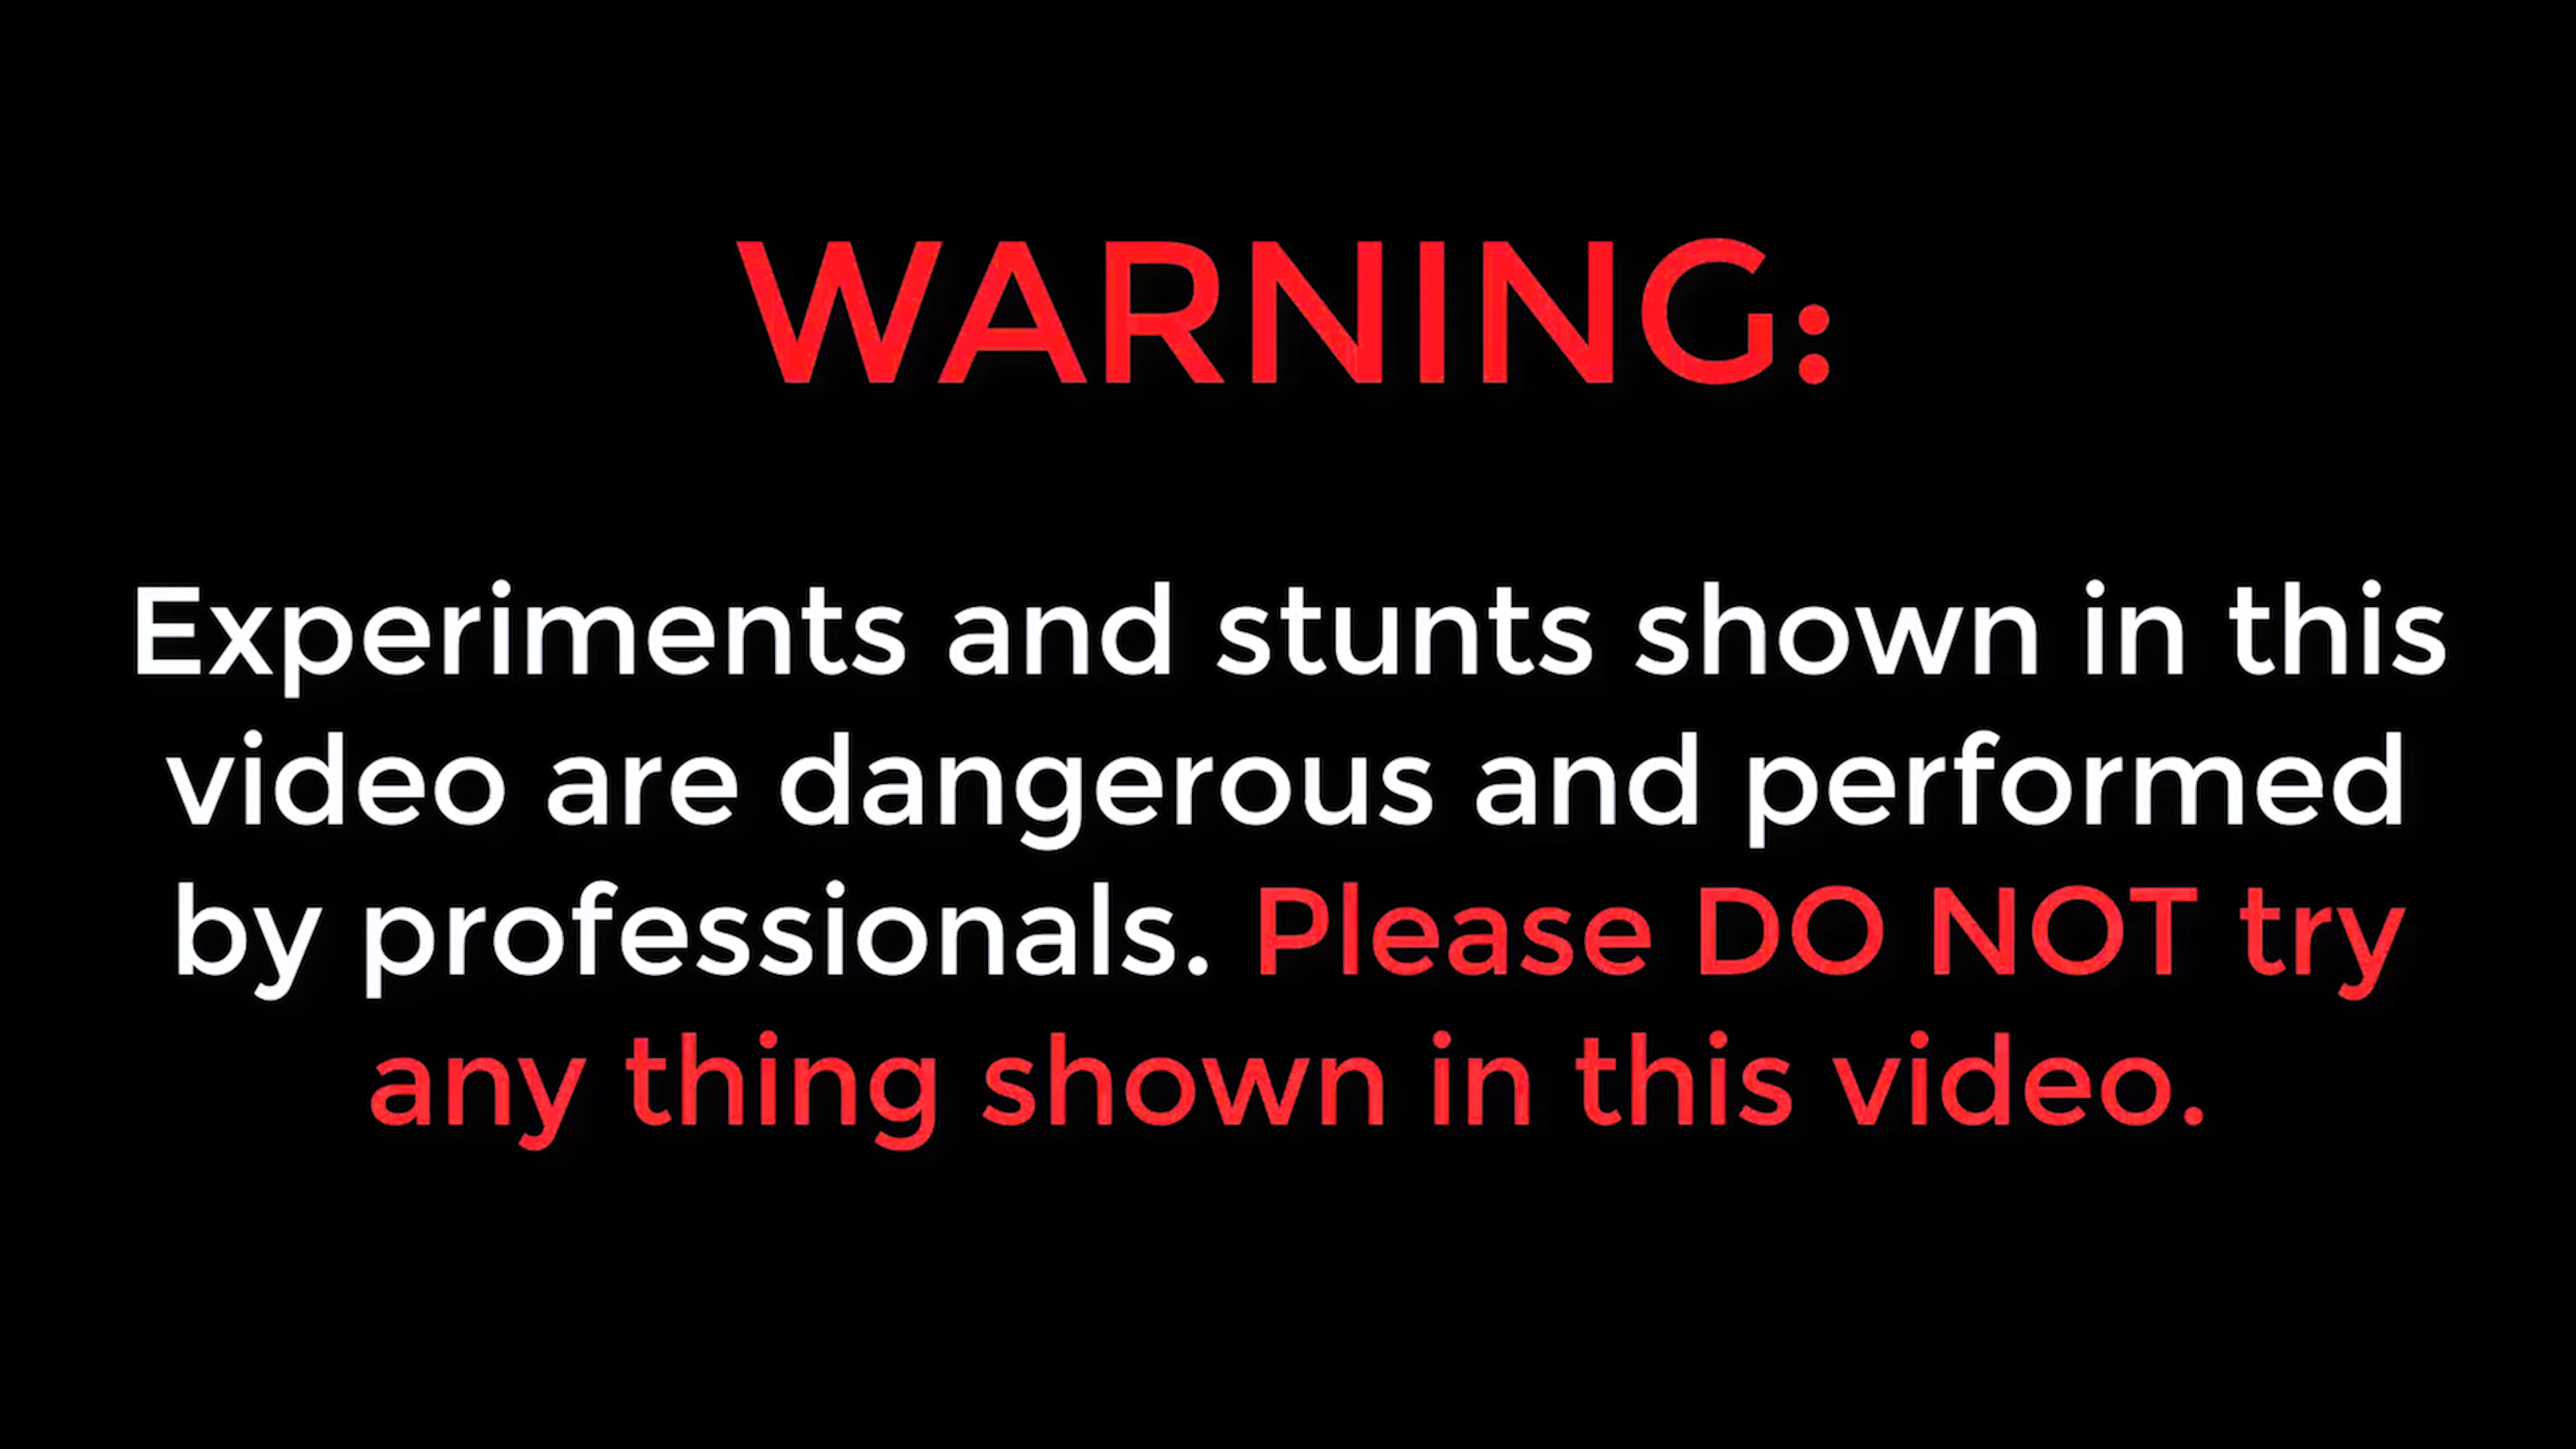 WARNING:
Experiments and stunts shown in this
video are dangerous and performed
by professionals. Please DO NOT try
any thing shown in this video.